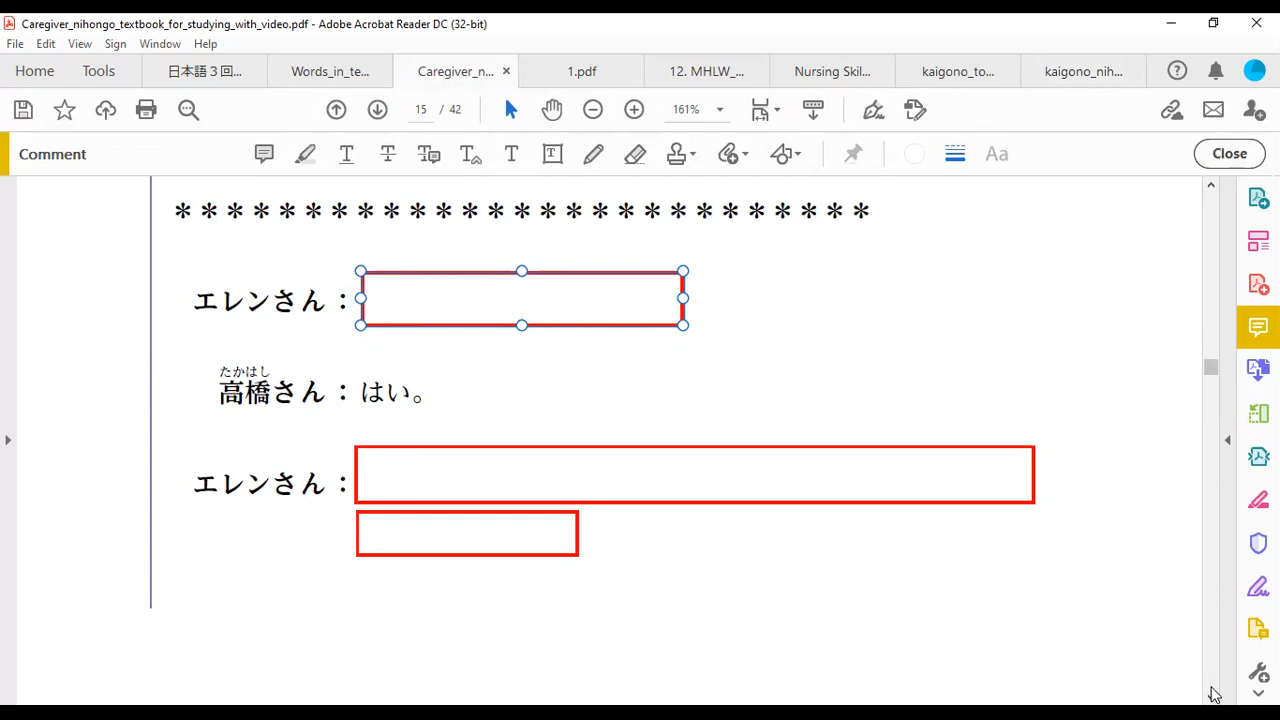 Caregiver_nihongo_textbook_for_studying_with_video.pdf - Adobe Acrobat Reader DC (32-bit)
File Edit View Sign Window Help
Home Tools 日本語３回... Words_in_te... Caregiver_n... × 1.pdf 12. MHLW_... Nursing Skil... kaigono_to... kaigono_nih...
15 / 42 161%
Comment Close
＊＊＊＊＊＊＊＊＊＊＊＊＊＊＊＊＊＊＊＊＊＊＊＊＊＊＊
エレンさん：
たかはし
高橋さん：はい。
エレンさん：